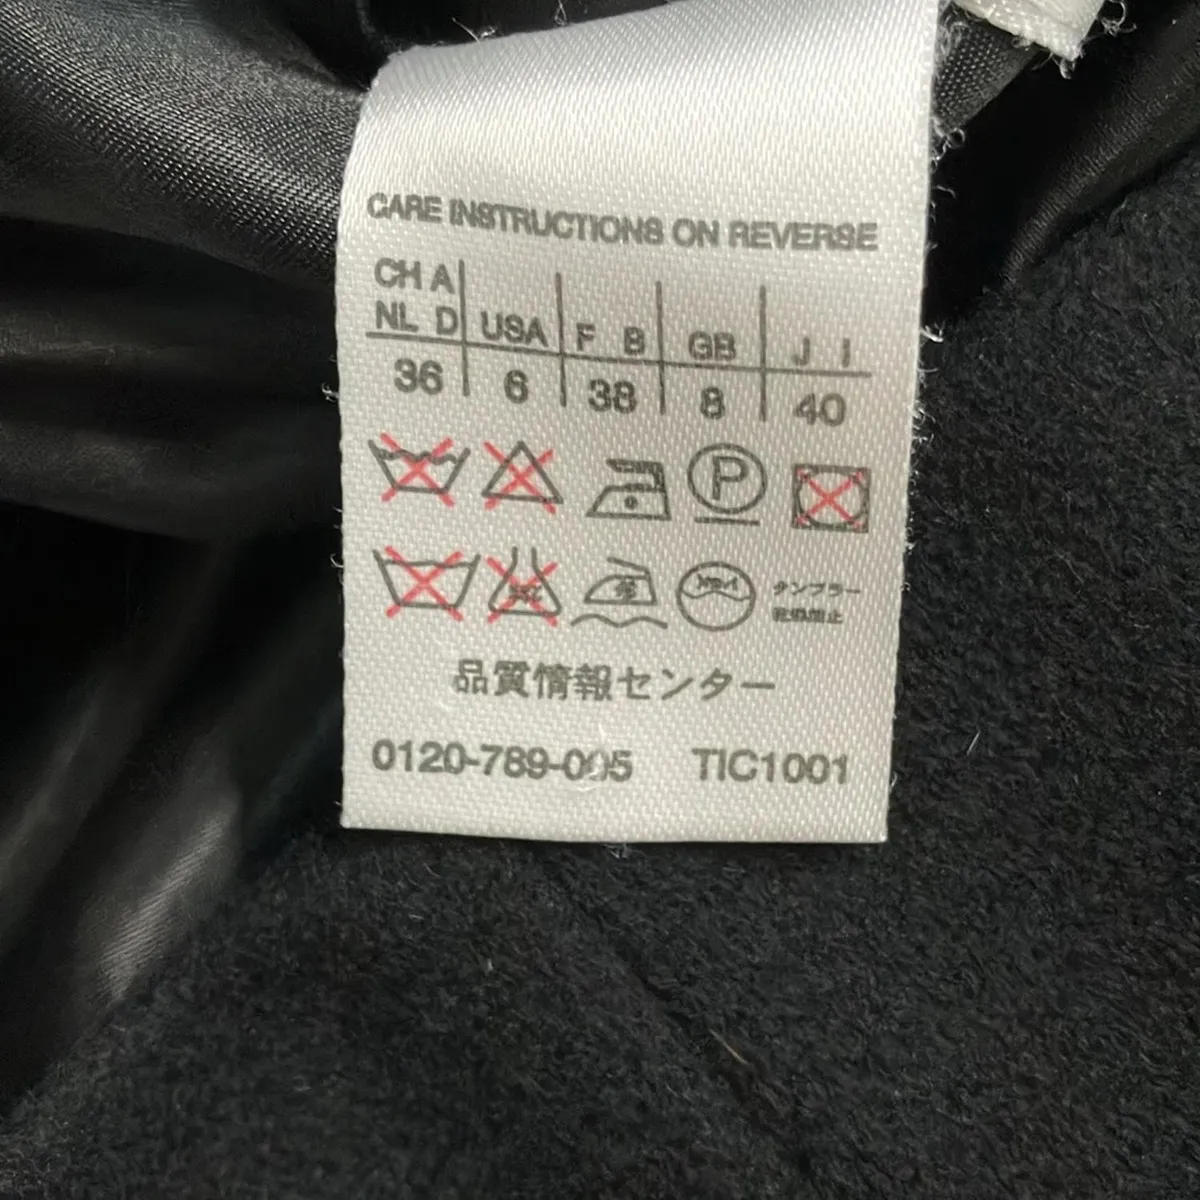 CARE INSTRUCTIONS ON REVERSE
CH A
NL D USA F B GB J I
36 6 38 8 40
P
タンブラー
乾燥禁止
品質情報センター
0120-789-005 TIC1001